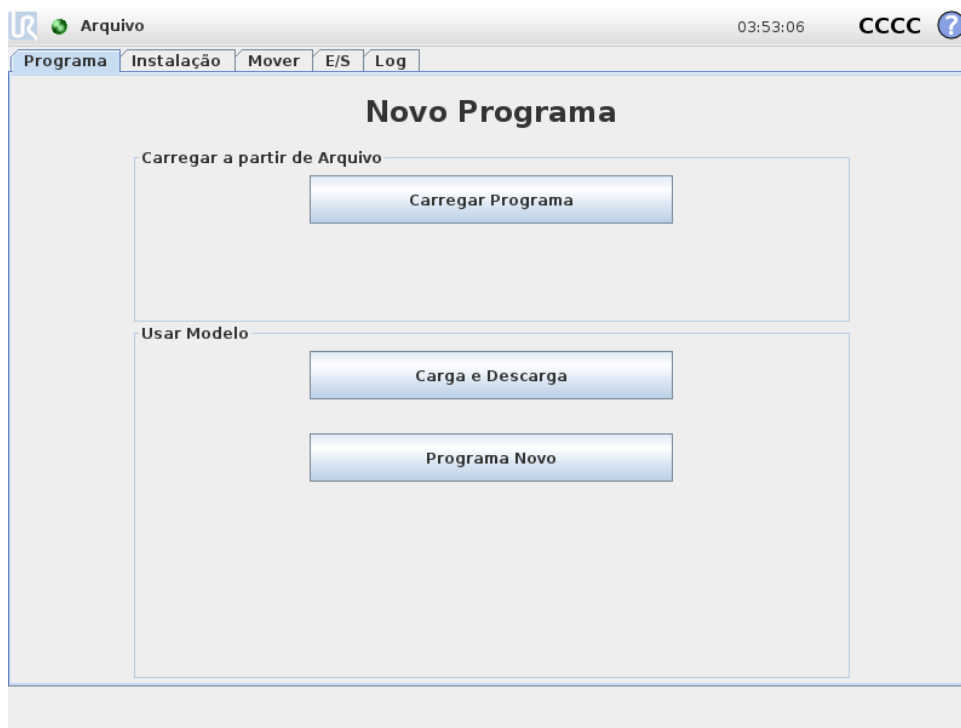 UR Arquivo 03:53:06 CCCC ?
Programa Instalação Mover E/S Log
Novo Programa
Carregar a partir de Arquivo
Carregar Programa
Usar Modelo
Carga e Descarga
Programa Novo